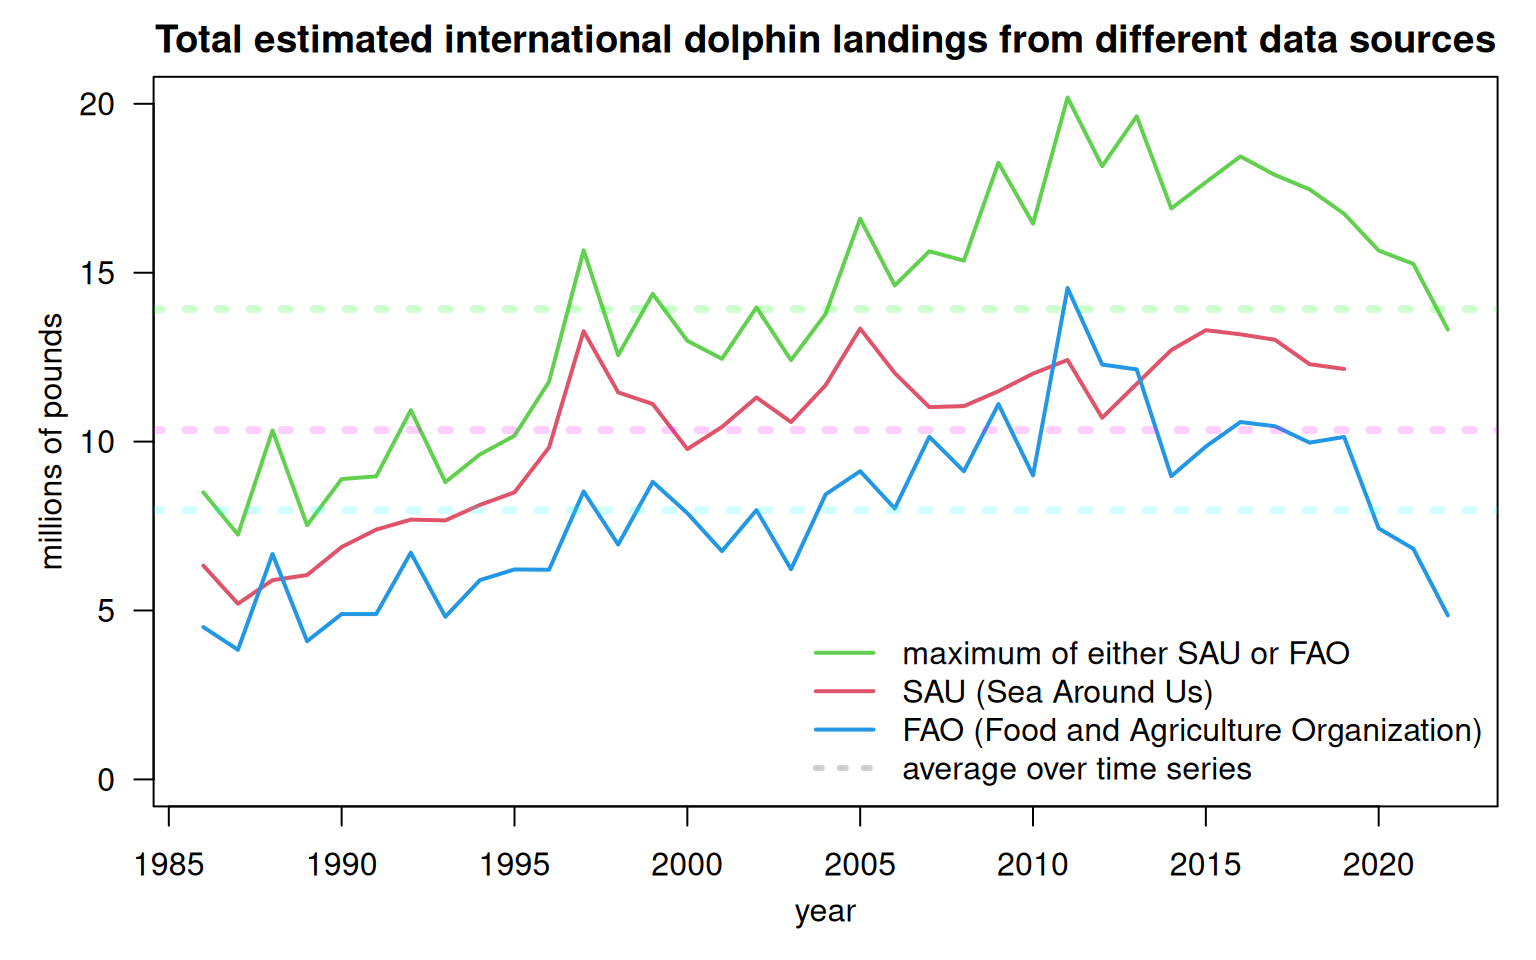 Total estimated international dolphin landings from different data sources
20
15
10
5
0
millions of pounds
maximum of either SAU or FAO
SAU (Sea Around Us)
FAO (Food and Agriculture Organization)
average over time series
1985 1990 1995 2000 2005 2010 2015 2020
year